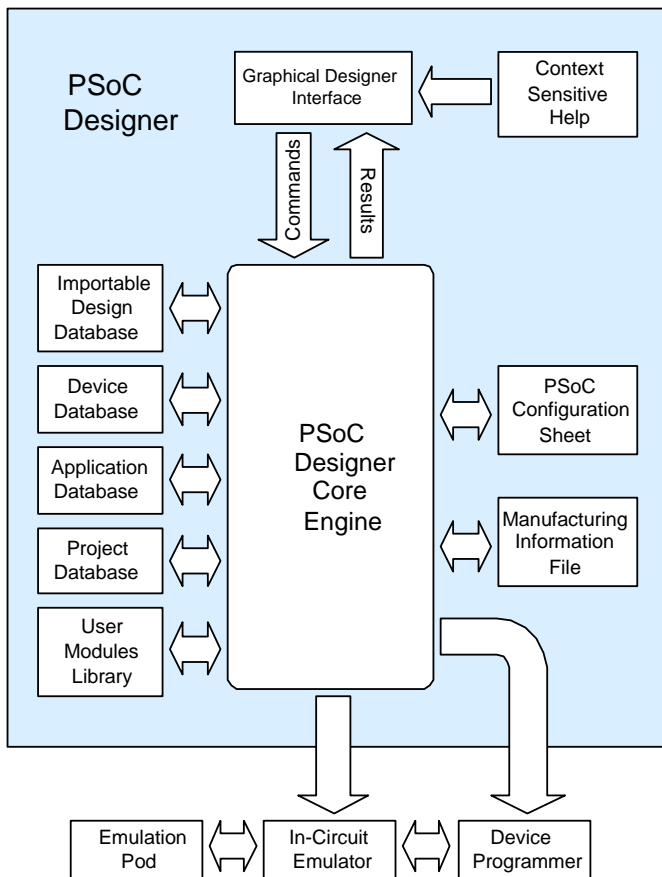 PSoC
Designer
Graphical Designer
Interface
Context
Sensitive
Help
Commands
Results
Importable
Design
Database
Device
Database
Application
Database
Project
Database
User
Modules
Library
PSoC
Designer
Core
Engine
PSoC
Configuration
Sheet
Manufacturing
Information
File
Emulation
Pod
In-Circuit
Emulator
Device
Programmer